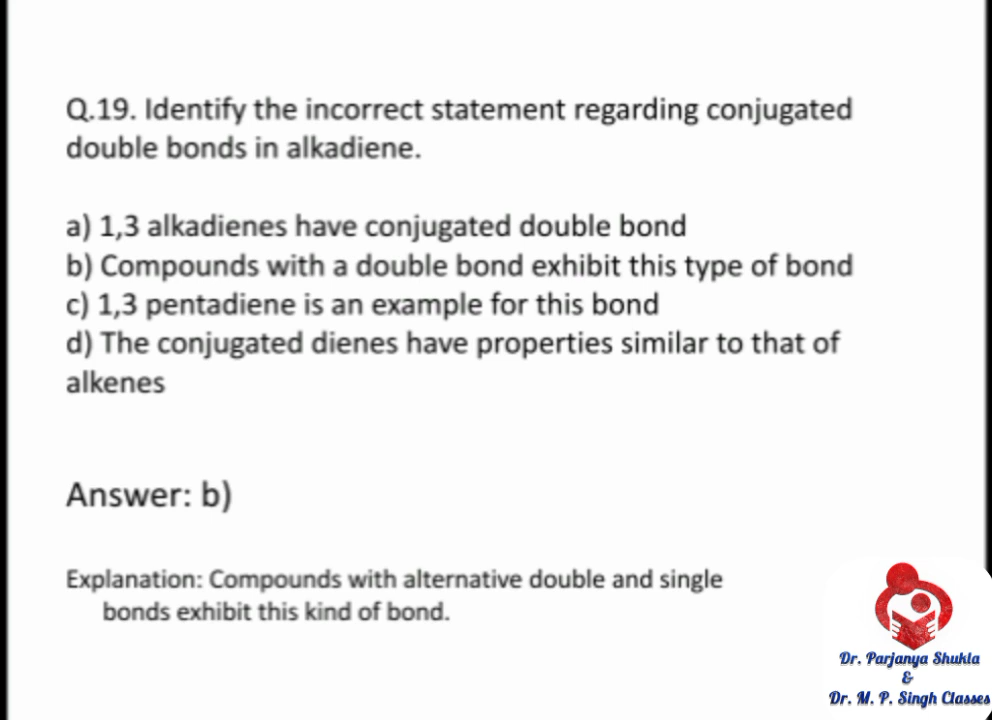 Q.19. Identify the incorrect statement regarding conjugated
double bonds in alkadiene.
a) 1,3 alkadienes have conjugated double bond
b) Compounds with a double bond exhibit this type of bond
c) 1,3 pentadiene is an example for this bond
d) The conjugated dienes have properties similar to that of
alkenes
Answer: b)
Explanation: Compounds with alternative double and single
bonds exhibit this kind of bond.
Dr. Parjanya Shukla
&
Dr. M. P. Singh Classes